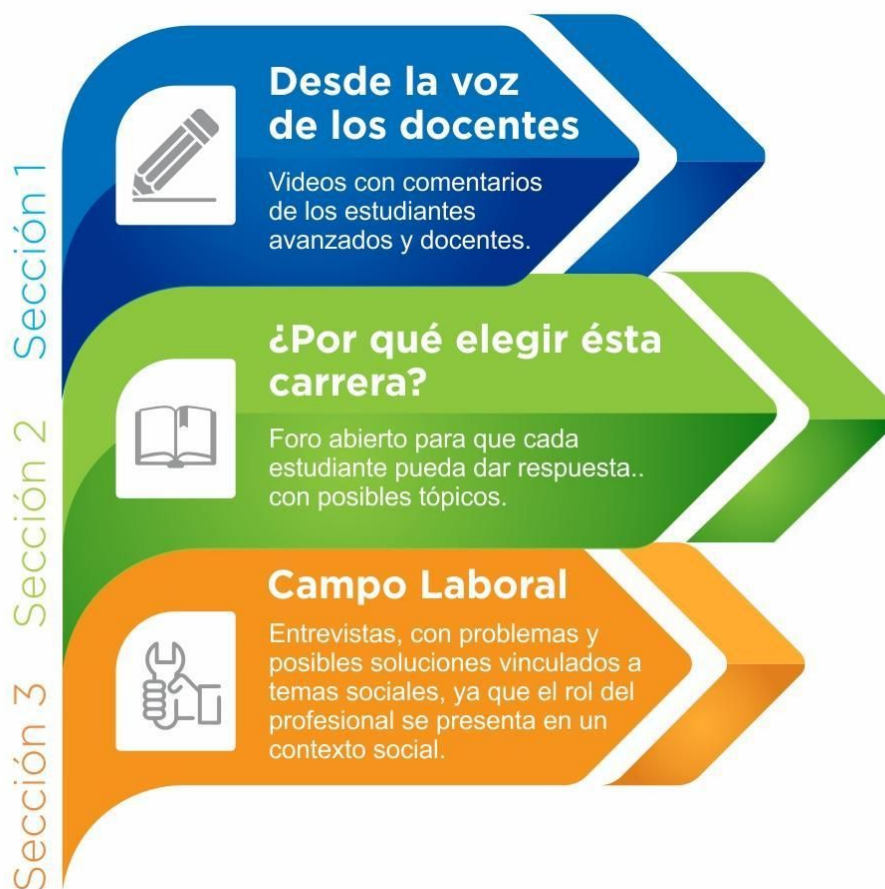 Sección 1
Desde la voz
de los docentes
Videos con comentarios
de los estudiantes
avanzados y docentes.
Sección 2
¿Por qué elegir ésta
carrera?
Foro abierto para que cada
estudiante pueda dar respuesta..
con posibles tópicos.
Sección 3
Campo Laboral
Entrevistas, con problemas y
posibles soluciones vinculados a
temas sociales, ya que el rol del
profesional se presenta en un
contexto social.